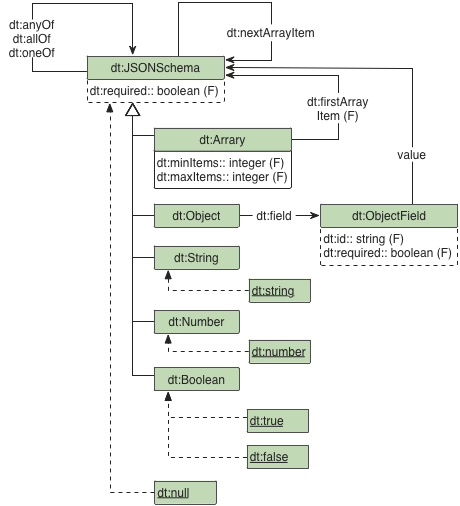 dt:anyOf
dt:allOf
dt:oneOf
dt:nextArrayItem
dt:JSONSchema
dt:required:: boolean (F)
dt:firstArray
Item (F)
dt:Arrary
dt:minItems:: integer (F)
dt:maxItems:: integer (F)
value
dt:Object
dt:field
dt:ObjectField
dt:id:: string (F)
dt:required:: boolean (F)
dt:String
dt:string
dt:Number
dt:number
dt:Boolean
dt:true
dt:false
dt:null